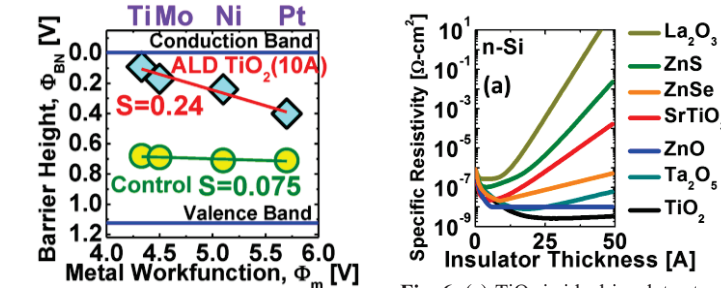 Ti Mo Ni Pt
Barrier Height, Φ_BN [V]
0.0
0.2
0.4
0.6
0.8
1.0
1.2
Conduction Band
ALD TiO₂(10A)
S=0.24
Control S=0.075
Valence Band
4.0 4.5 5.0 5.5 6.0
Metal Workfunction, Φ_m [V]
Specific Resistivity [Ω-cm²]
10¹
10⁻¹
10⁻³
10⁻⁵
10⁻⁷
10⁻⁹
n-Si
(a)
0 25 50
Insulator Thickness [A]
La₂O₃
ZnS
ZnSe
SrTiO
ZnO
Ta₂O₅
TiO₂